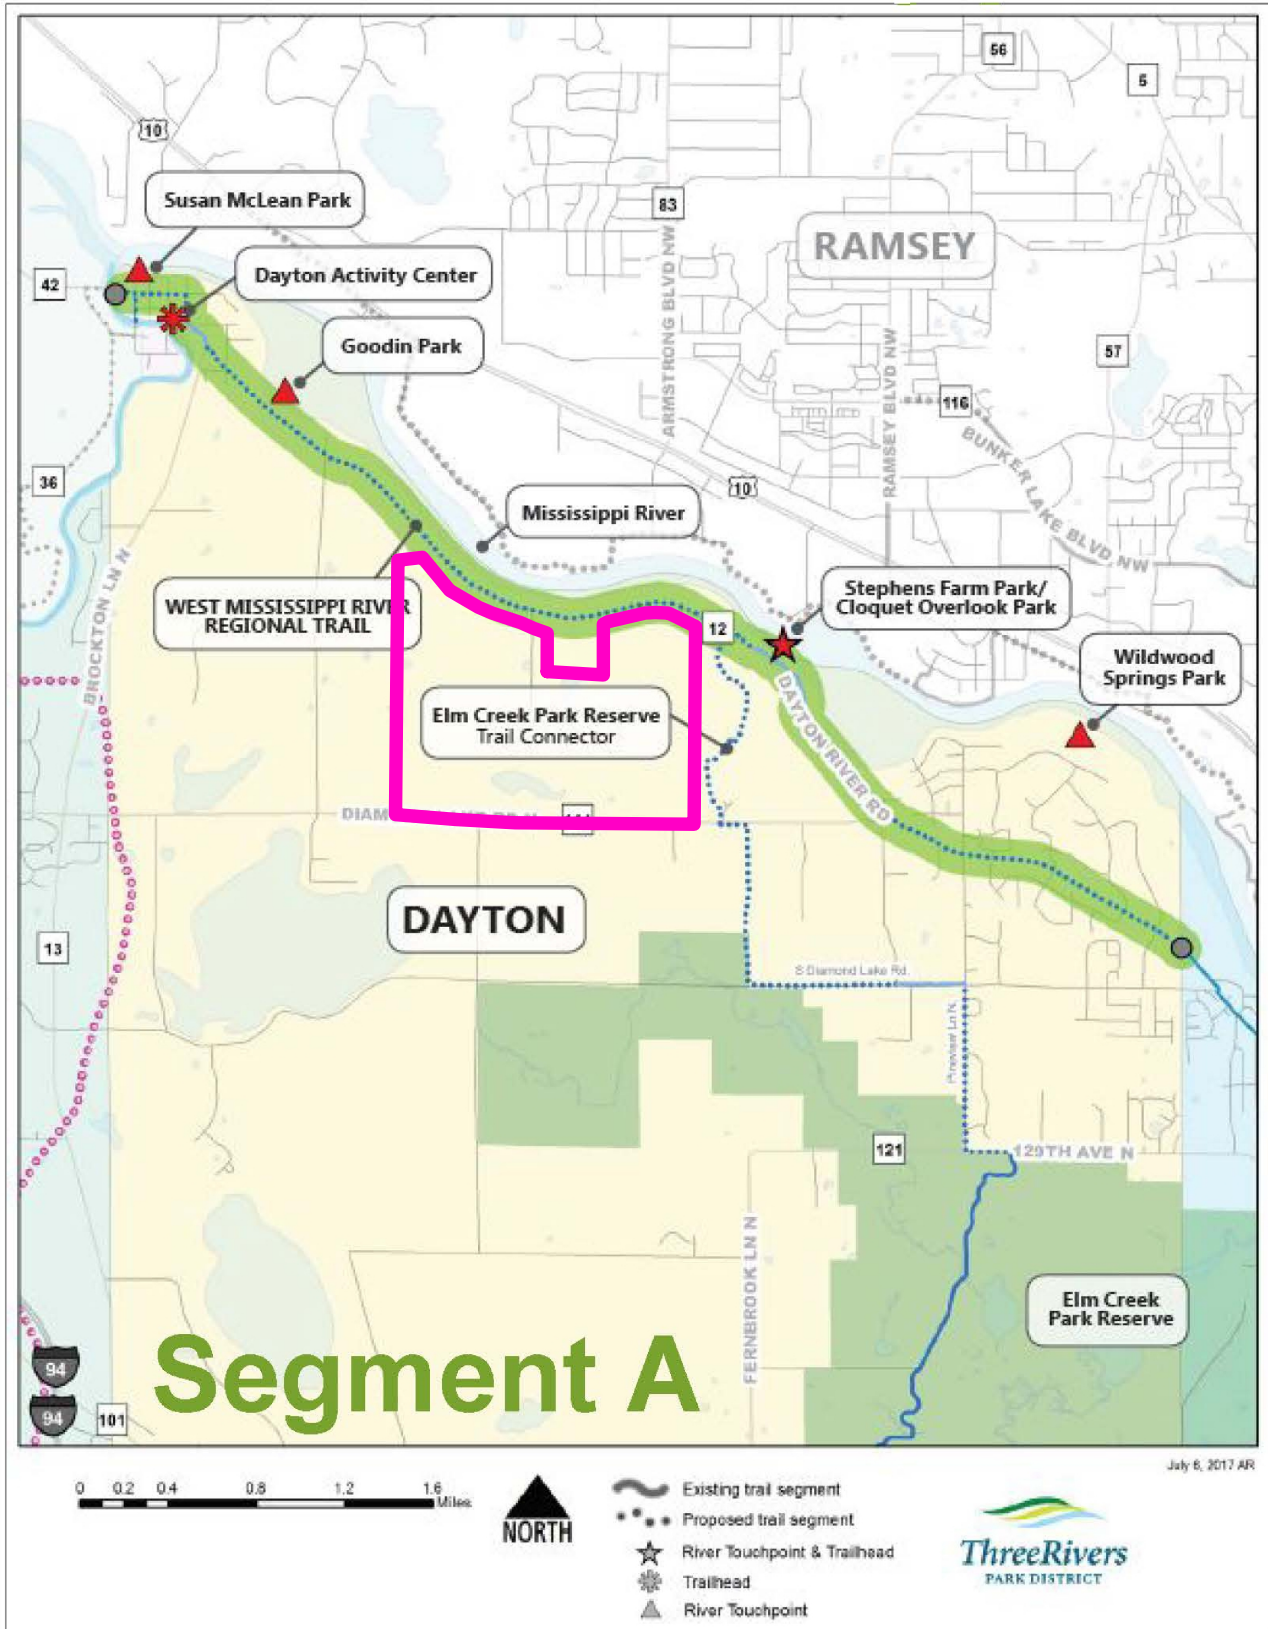 56
5
10
Susan McLean Park
83
RAMSEY
Dayton Activity Center
42
ARMSTRONG BLVD NW
Goodin Park
57
RAMSEY BLVD NW
116
BUNKER LAKE BLVD NW
36
10
Mississippi River
BROCKTON LN N
WEST MISSISSIPPI RIVER
REGIONAL TRAIL
Stephens Farm Park/
Cloquet Overlook Park
12
Wildwood
Springs Park
Elm Creek Park Reserve
Trail Connector
DAYTON RIVER RD
DAYTON
13
S Diamond Lake Rd.
121
129TH AVE N
FERNBROOK LN N
Elm Creek
Park Reserve
Segment A
94
94
101
July 6, 2017 AR
0 0.2 0.4 0.8 1.2 1.6
Miles
NORTH
Existing trail segment
Proposed trail segment
River Touchpoint & Trailhead
Trailhead
River Touchpoint
ThreeRivers
PARK DISTRICT